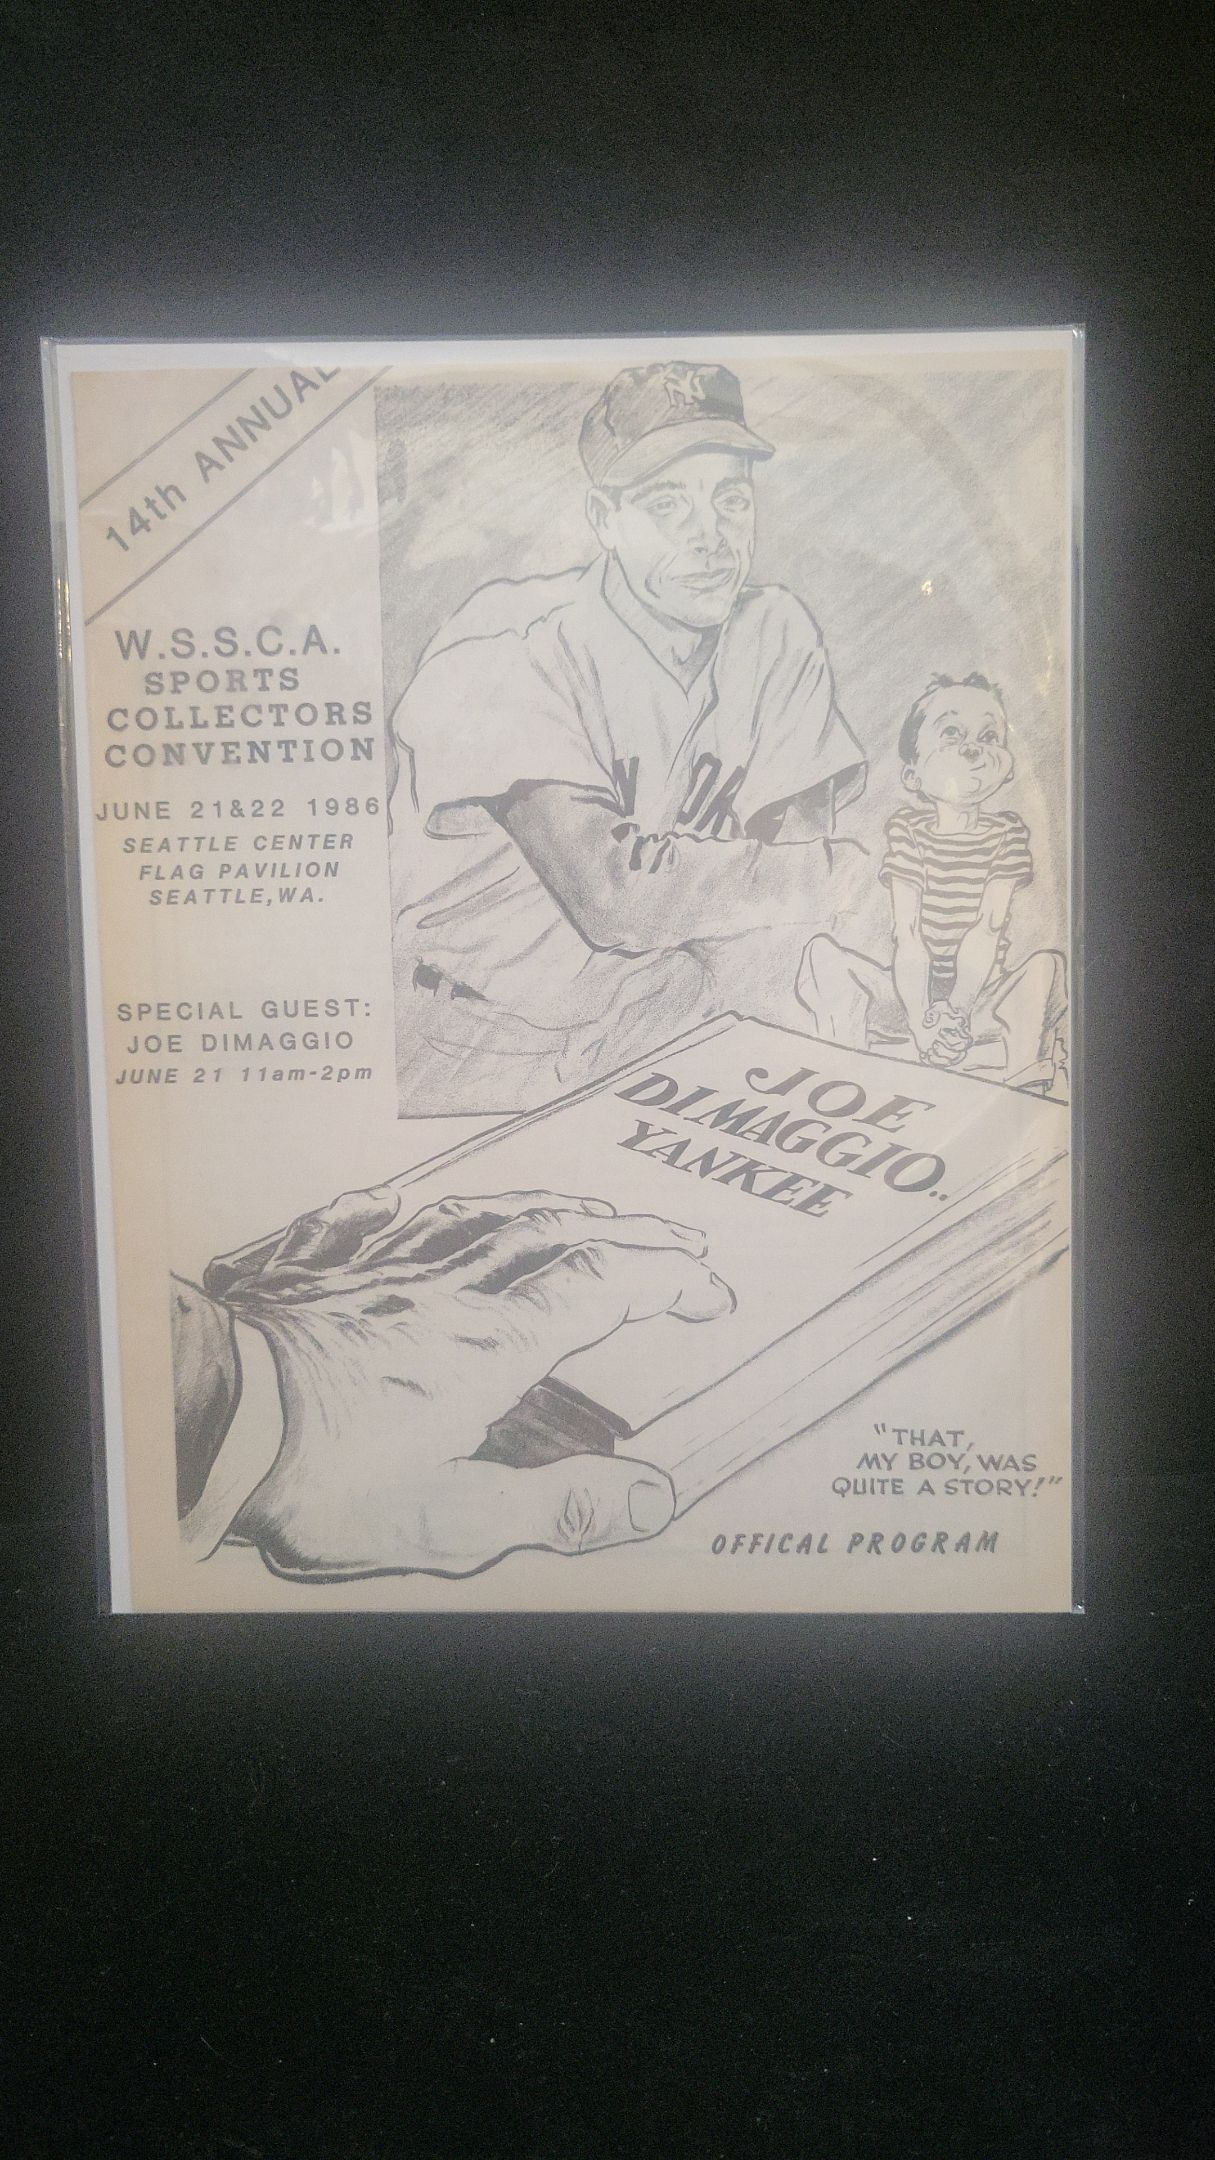 14th ANNUAL
W.S.S.C.A.
SPORTS
COLLECTORS
CONVENTION
JUNE 21&22 1986
SEATTLE CENTER
FLAG PAVILION
SEATTLE,WA.
SPECIAL GUEST:
JOE DIMAGGIO
JUNE 21 11am-2pm
NY
JOE
DIMAGGIO..
YANKEE
"THAT,
MY BOY, WAS
QUITE A STORY!"
OFFICAL PROGRAM